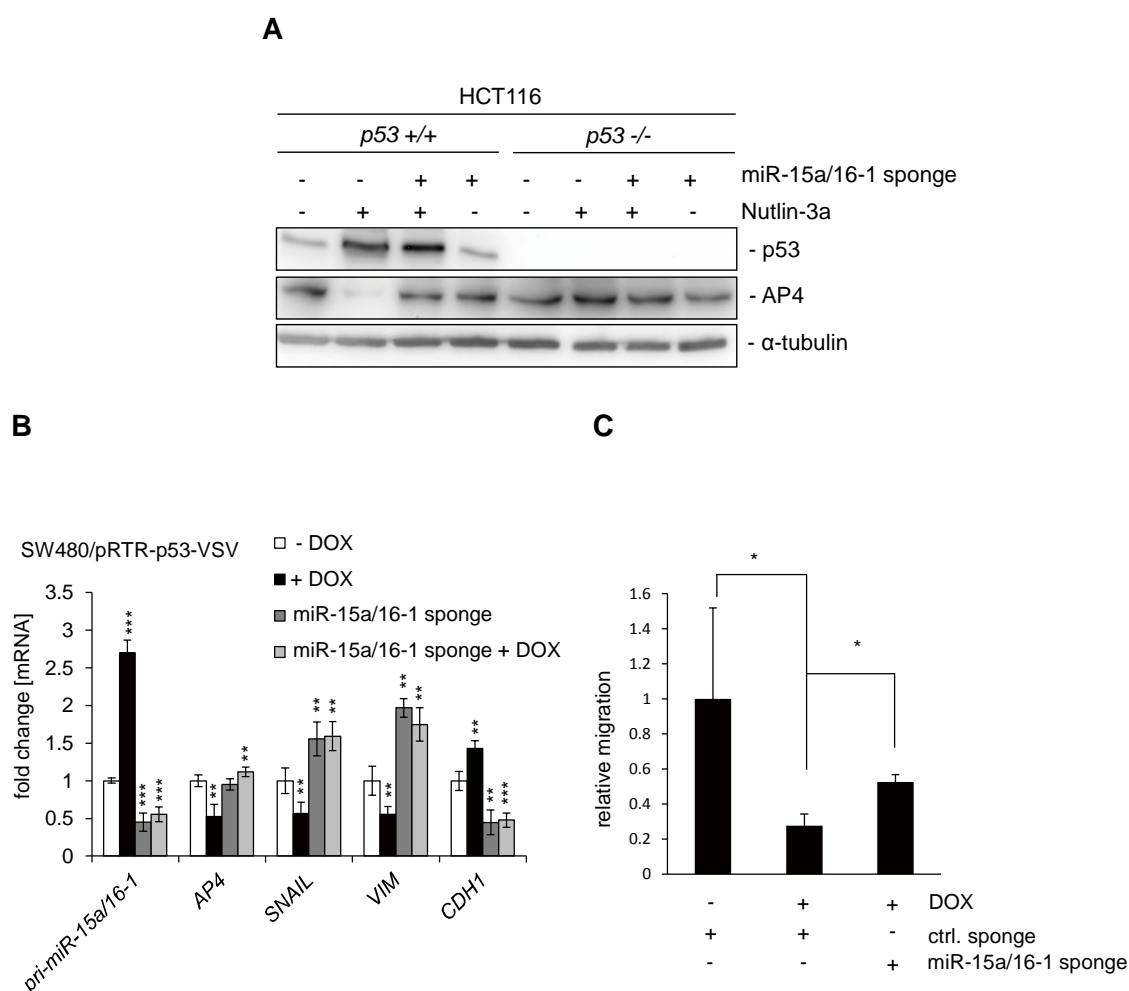 A
HCT116
p53 +/+ p53 -/-
- - + + - - + + miR-15a/16-1 sponge
- + + - - + + - Nutlin-3a
- p53
- AP4
- α-tubulin
B
SW480/pRTR-p53-VSV
- DOX
+ DOX
miR-15a/16-1 sponge
miR-15a/16-1 sponge + DOX
fold change [mRNA]
3.5
3
2.5
2
1.5
1
0.5
0
*** *** ***
** **
** ** **
** ** **
** ** ***
pri-miR-15a/16-1
AP4
SNAIL
VIM
CDH1
C
* *
relative migration
1.6
1.4
1.2
1
0.8
0.6
0.4
0.2
0
- + + DOX
+ + - ctrl. sponge
- - + miR-15a/16-1 sponge